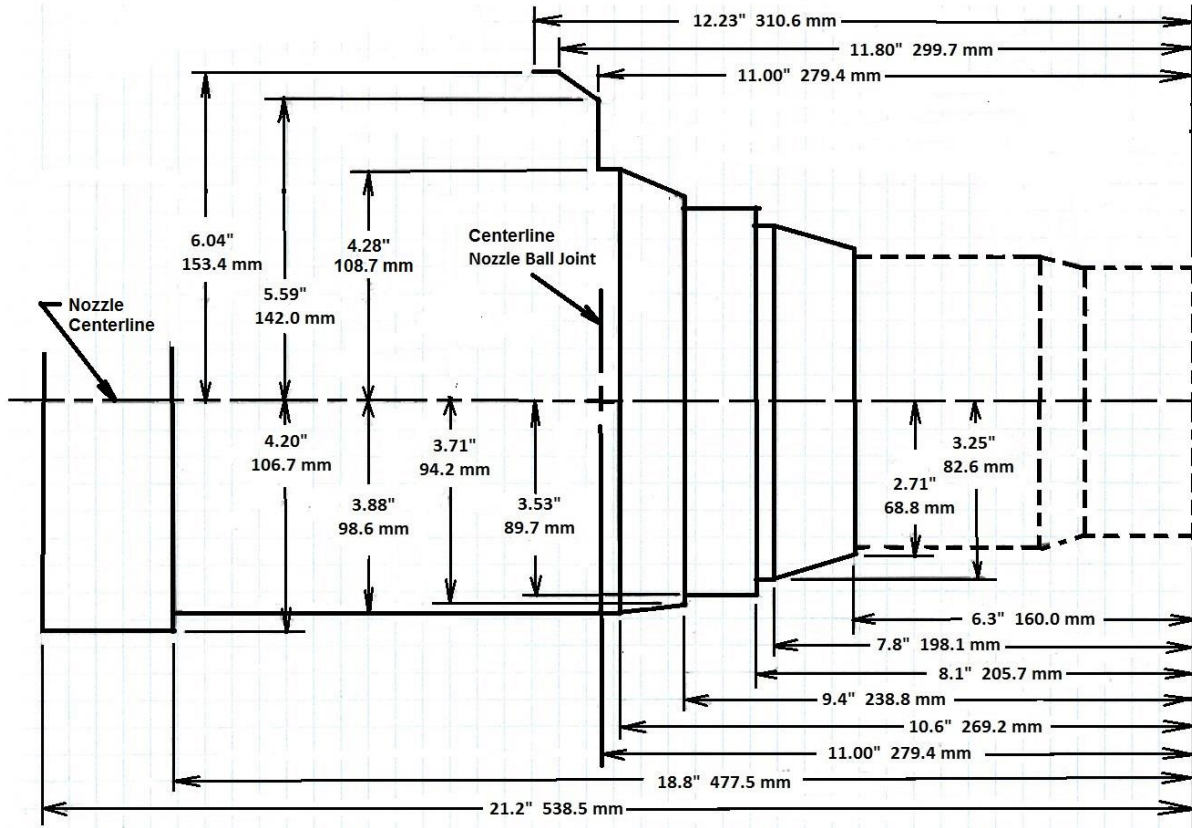 12.23" 310.6 mm
11.80" 299.7 mm
11.00" 279.4 mm
6.04"
153.4 mm
5.59"
142.0 mm
4.28"
108.7 mm
Centerline
Nozzle Ball Joint
Nozzle
Centerline
4.20"
106.7 mm
3.88"
98.6 mm
3.71"
94.2 mm
3.53"
89.7 mm
3.25"
82.6 mm
2.71"
68.8 mm
6.3" 160.0 mm
7.8" 198.1 mm
8.1" 205.7 mm
9.4" 238.8 mm
10.6" 269.2 mm
11.00" 279.4 mm
18.8" 477.5 mm
21.2" 538.5 mm